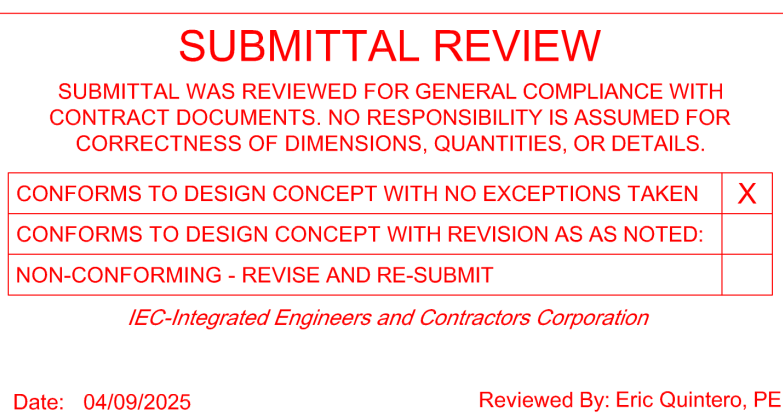 SUBMITTAL REVIEW
SUBMITTAL WAS REVIEWED FOR GENERAL COMPLIANCE WITH
CONTRACT DOCUMENTS. NO RESPONSIBILITY IS ASSUMED FOR
CORRECTNESS OF DIMENSIONS, QUANTITIES, OR DETAILS.
CONFORMS TO DESIGN CONCEPT WITH NO EXCEPTIONS TAKEN X
CONFORMS TO DESIGN CONCEPT WITH REVISION AS AS NOTED:
NON-CONFORMING - REVISE AND RE-SUBMIT
IEC-Integrated Engineers and Contractors Corporation
Date: 04/09/2025 Reviewed By: Eric Quintero, PE